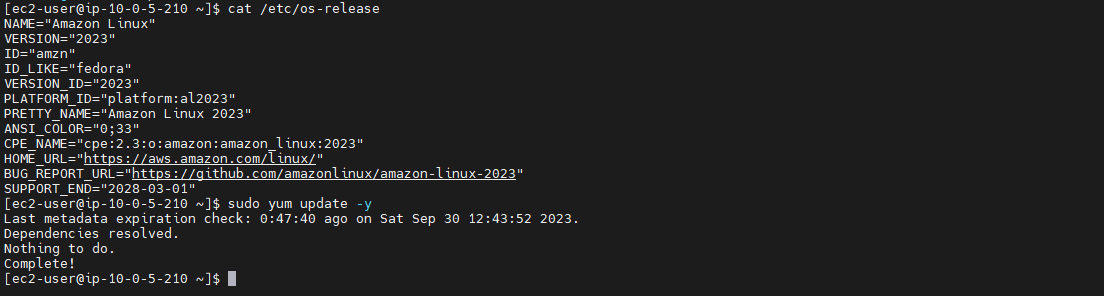 [ec2-user@ip-10-0-5-210 ~]$ cat /etc/os-release
NAME="Amazon Linux"
VERSION="2023"
ID="amzn"
ID_LIKE="fedora"
VERSION_ID="2023"
PLATFORM_ID="platform:al2023"
PRETTY_NAME="Amazon Linux 2023"
ANSI_COLOR="0;33"
CPE_NAME="cpe:2.3:o:amazon:amazon_linux:2023"
HOME_URL="https://aws.amazon.com/linux/"
BUG_REPORT_URL="https://github.com/amazonlinux/amazon-linux-2023"
SUPPORT_END="2028-03-01"
[ec2-user@ip-10-0-5-210 ~]$ sudo yum update -y
Last metadata expiration check: 0:47:40 ago on Sat Sep 30 12:43:52 2023.
Dependencies resolved.
Nothing to do.
Complete!
[ec2-user@ip-10-0-5-210 ~]$